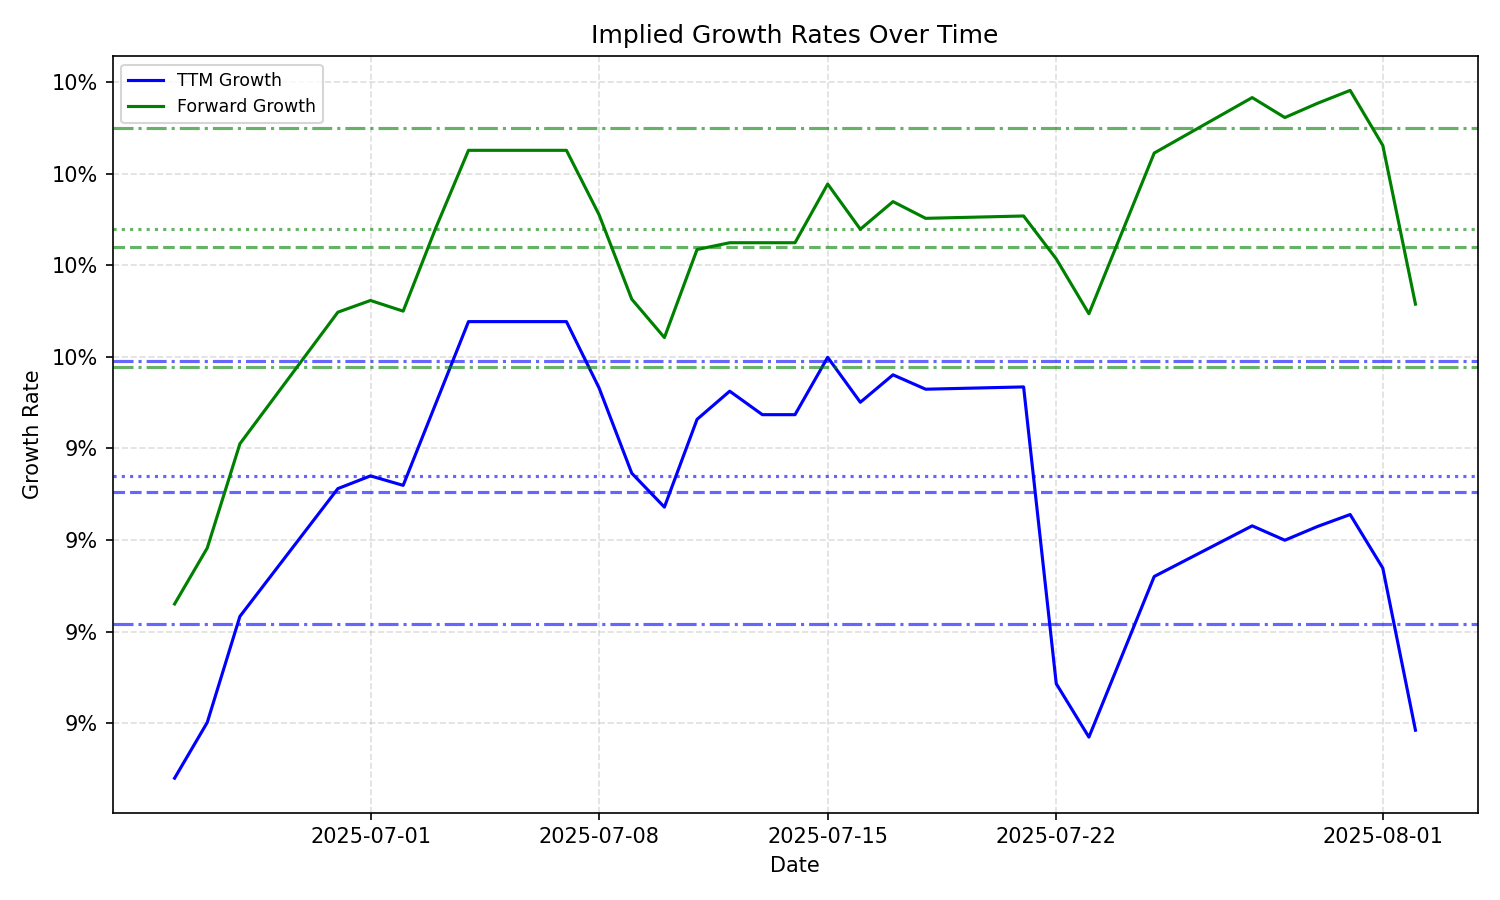 Implied Growth Rates Over Time
TTM Growth
Forward Growth
10%
10%
10%
10%
9%
9%
9%
9%
Growth Rate
2025-07-01
2025-07-08
2025-07-15
2025-07-22
2025-08-01
Date